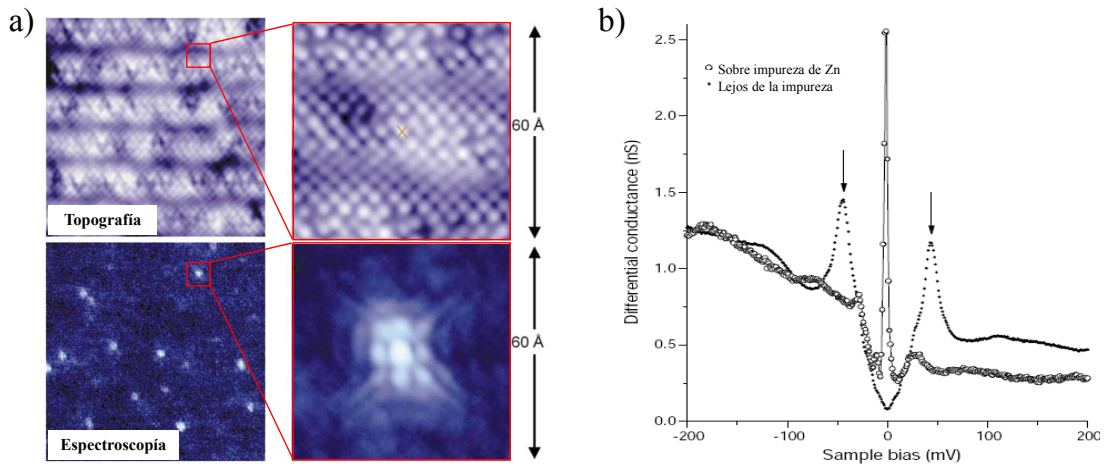 a)
Topografía
60 Å
Espectroscopía
60 Å
b)
Differential conductance (nS)
2.5
2.0
1.5
1.0
0.5
0.0
Sobre impureza de Zn
Lejos de la impureza
-200
-100
0
100
200
Sample bias (mV)